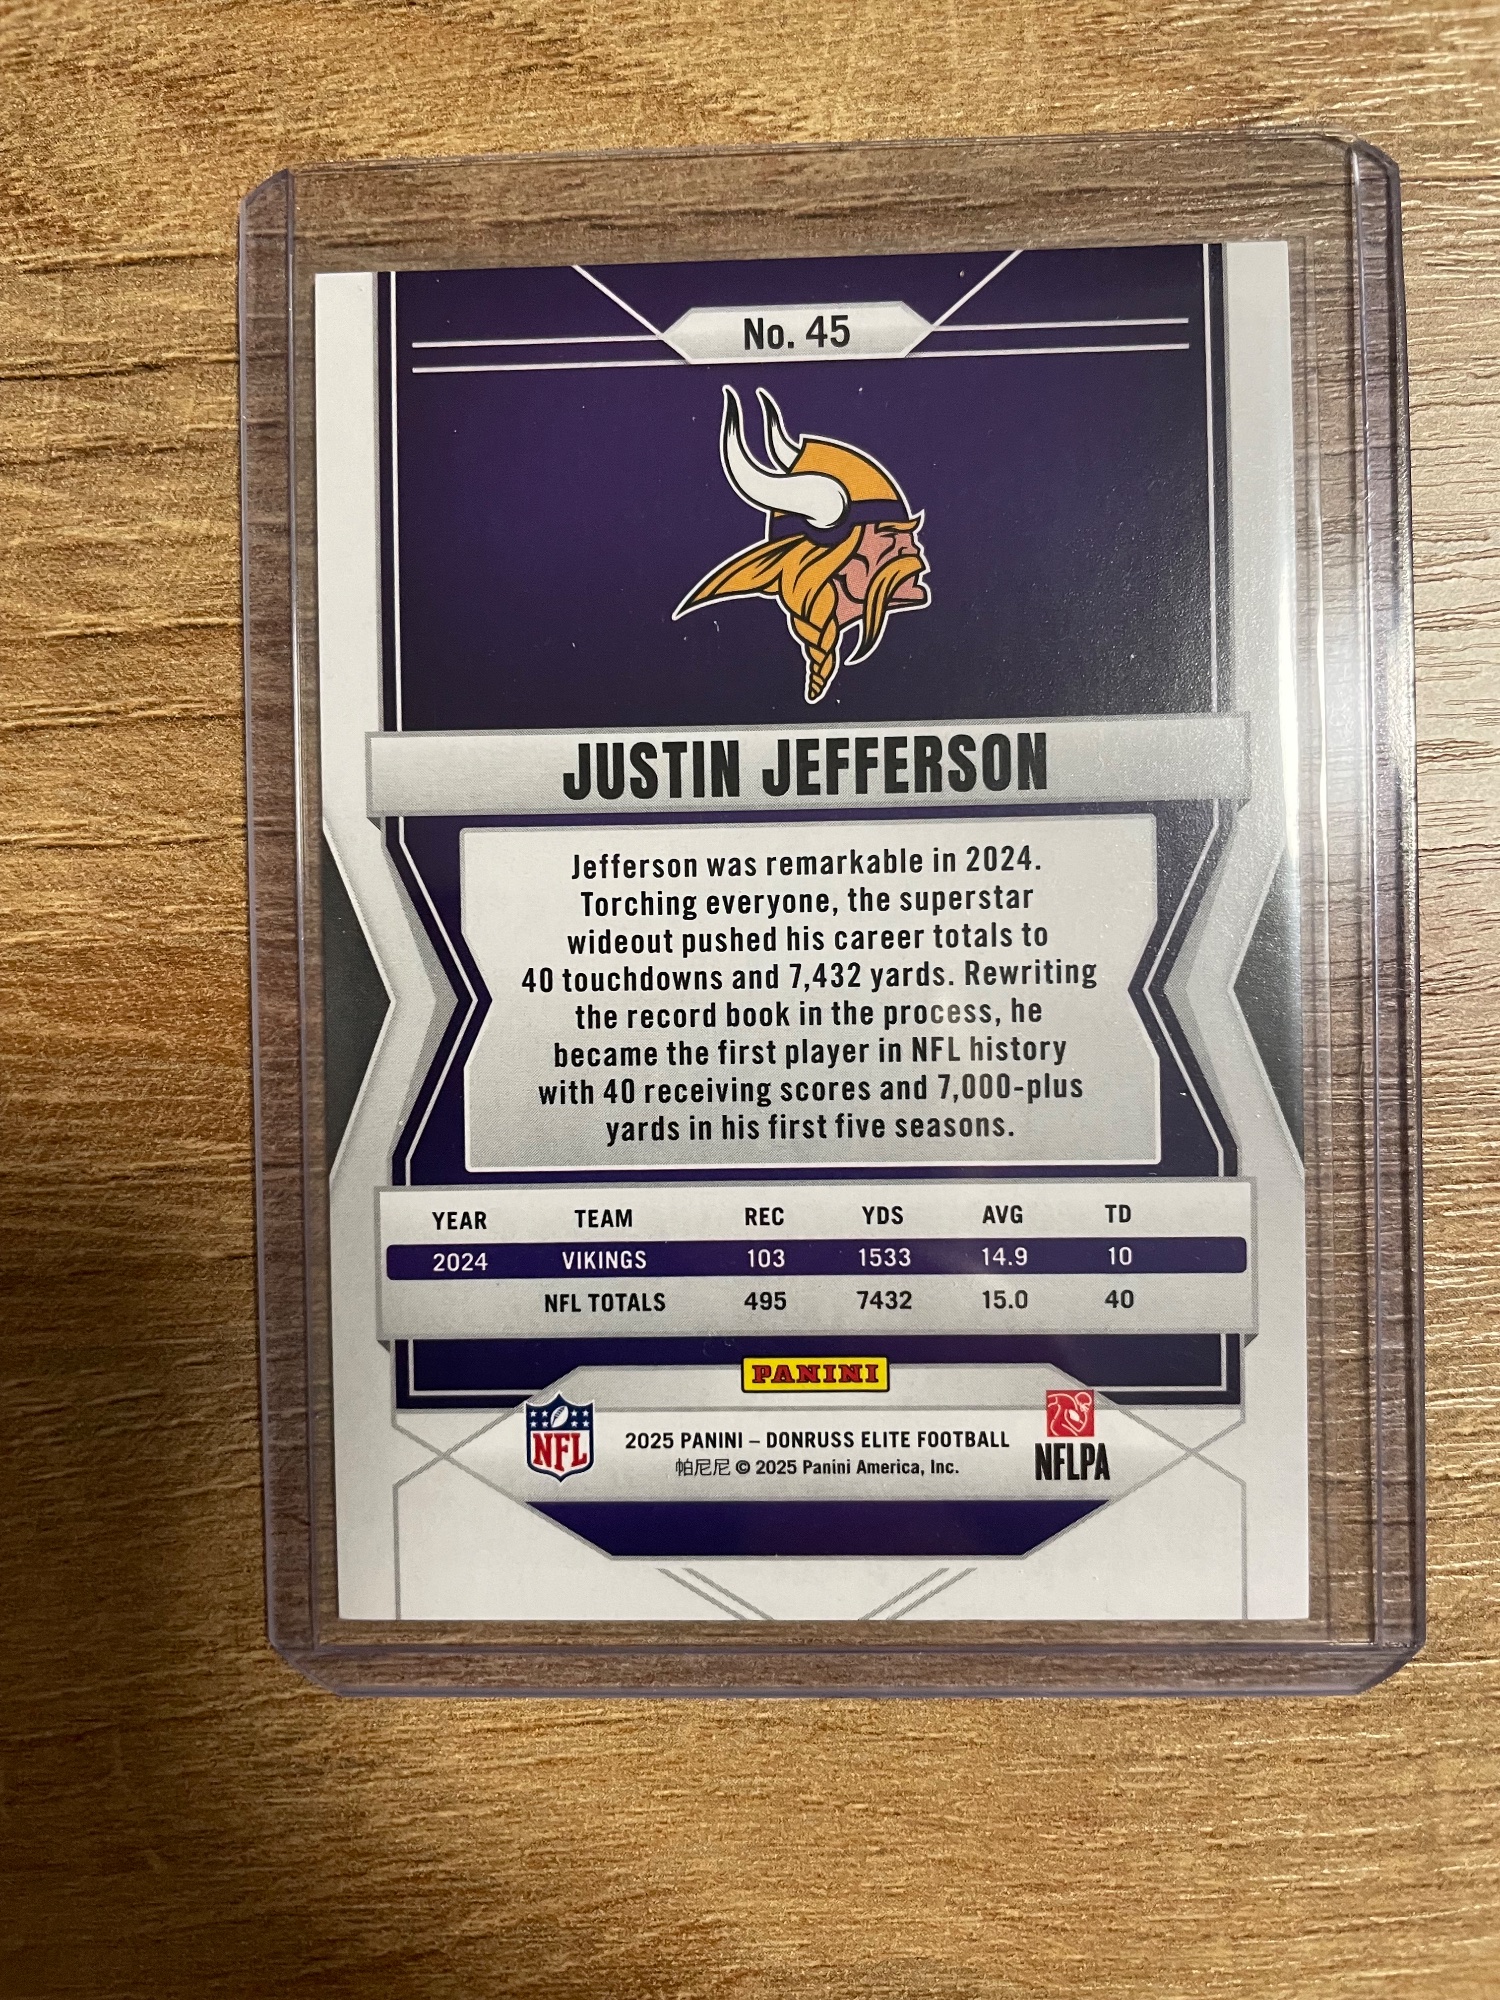 No. 45
JUSTIN JEFFERSON
Jefferson was remarkable in 2024.
Torching everyone, the superstar
wideout pushed his career totals to
40 touchdowns and 7,432 yards. Rewriting
the record book in the process, he
became the first player in NFL history
with 40 receiving scores and 7,000-plus
yards in his first five seasons.
YEAR TEAM REC YDS AVG TD
2024 VIKINGS 103 1533 14.9 10
NFL TOTALS 495 7432 15.0 40
PANINI
NFL
2025 PANINI – DONRUSS ELITE FOOTBALL
帕尼尼 © 2025 Panini America, Inc.
NFLPA